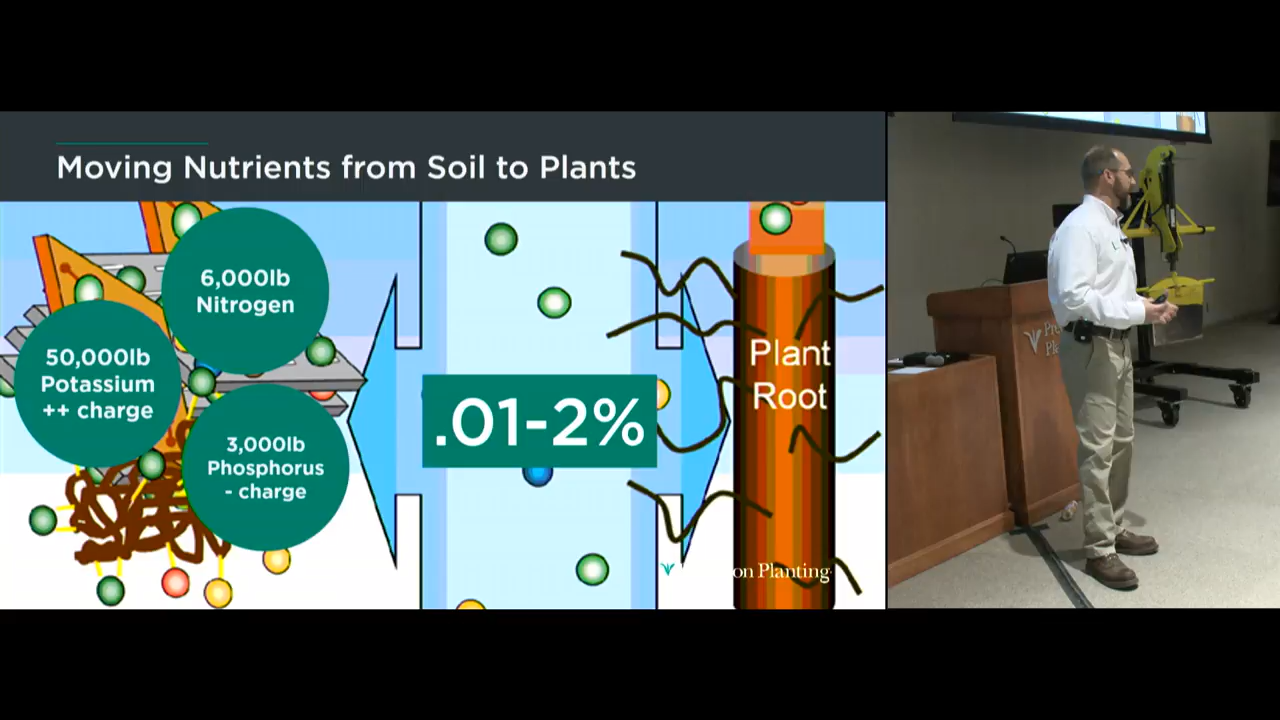 Moving Nutrients from Soil to Plants
6,000lb
Nitrogen
50,000lb
Potassium
++ charge
3,000lb
Phosphorus
- charge
.01-2%
Plant
Root
Planting